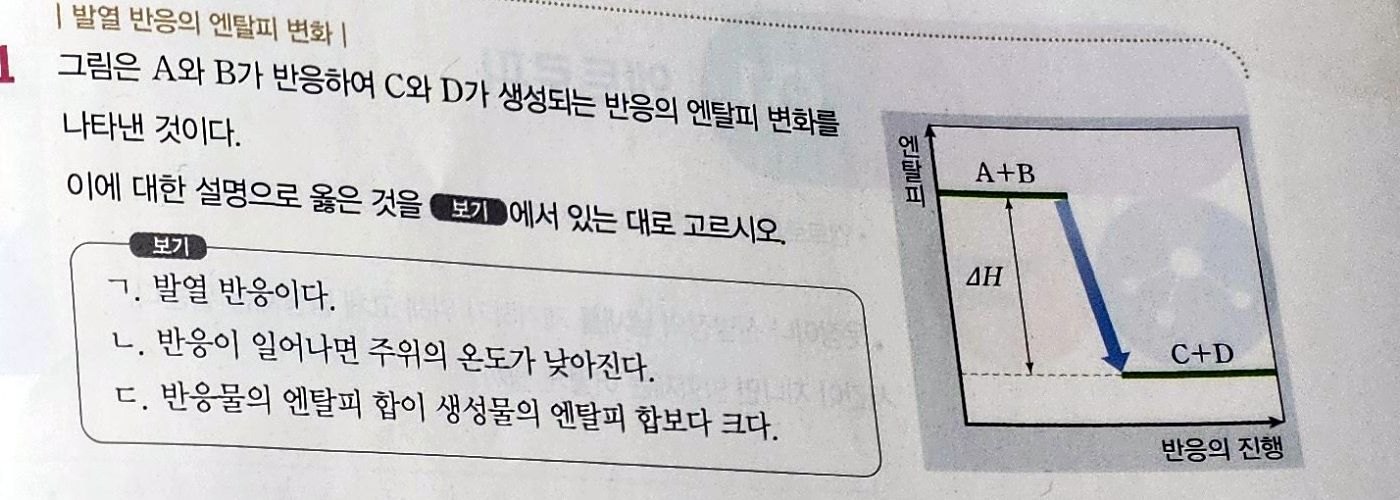 | 발열 반응의 엔탈피 변화 |
1 그림은 A와 B가 반응하여 C와 D가 생성되는 반응의 엔탈피 변화를
나타낸 것이다.
이에 대한 설명으로 옳은 것을 보기 에서 있는 대로 고르시오.
보기
ㄱ. 발열 반응이다.
ㄴ. 반응이 일어나면 주위의 온도가 낮아진다.
ㄷ. 반응물의 엔탈피 합이 생성물의 엔탈피 합보다 크다.
엔탈피
A+B
ΔH
C+D
반응의 진행